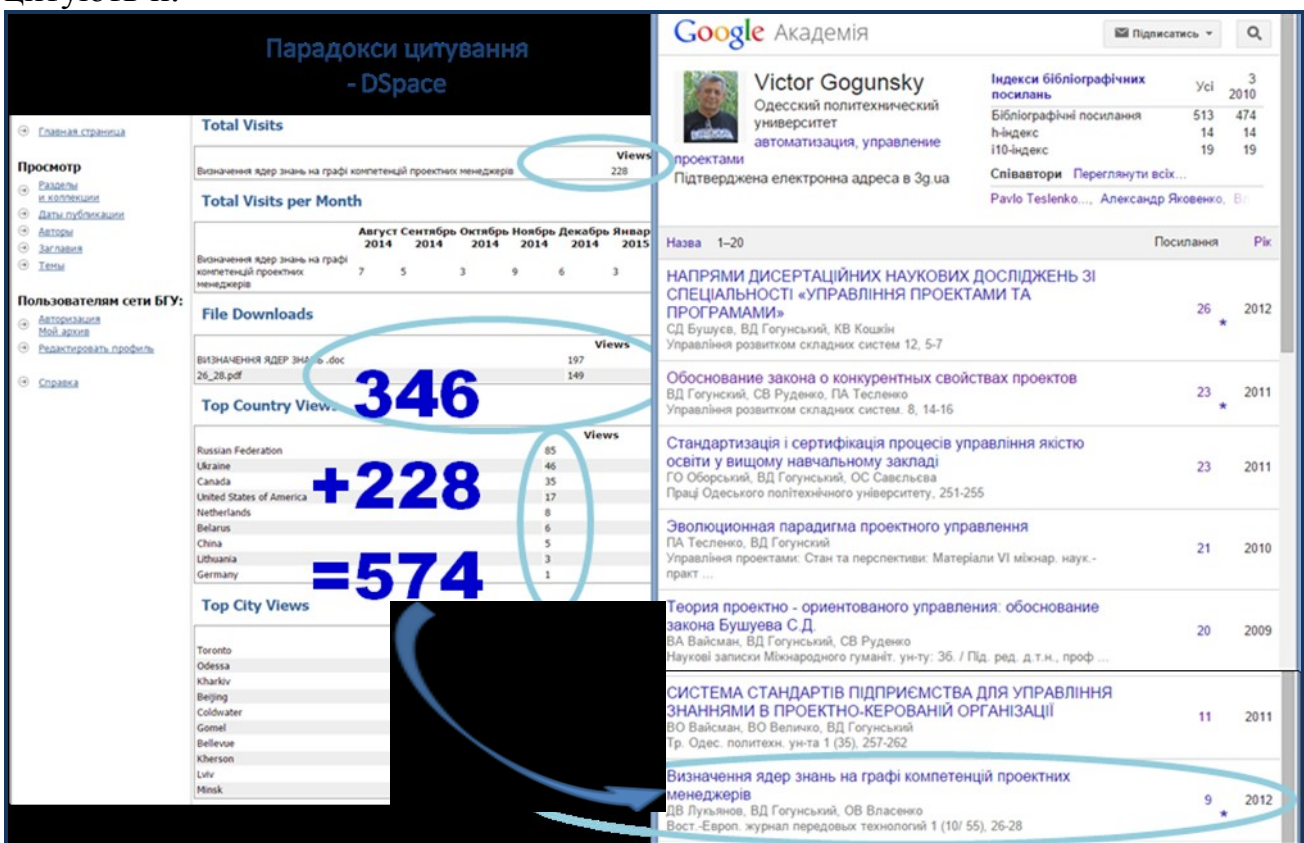 цитують її.
Парадокси цитування
- DSpace
Главная страница
Просмотр
Разделы
и коллекции
Даты публикации
Авторы
Заглавия
Темы
Пользователям сети БГУ:
Авторизация
Мой архив
Редактировать профиль
Справка
Total Visits
Views
Визначення ядер знань на графі компетенцій проектних менеджерів 228
Total Visits per Month
Август Сентябрь Октябрь Ноябрь Декабрь Январ
2014 2014 2014 2014 2014 2015
Визначення ядер знань на графі
компетенцій проектних 7 5 3 9 6 3
менеджерів
File Downloads
Views
ВИЗНАЧЕННЯ ЯДЕР ЗНАНЬ .doc 197
26_28.pdf 149
346
Top Country Views
Views
Russian Federation 85
Ukraine 46
Canada 35
United States of America 17
Netherlands 8
Belarus 6
China 5
Lithuania 3
Germany 1
+228
=574
Top City Views
Toronto
Odessa
Kharkiv
Beijing
Coldwater
Gomel
Bellevue
Kherson
Lviv
Minsk
Google Академія
Підписатись
Victor Gogunsky
Одесский политехнический
университет
автоматизация, управление
проектами
Підтверджена електронна адреса в 3g.ua
Індекси бібліографічних
посилань Усі З
2010
Бібліографічні посилання 513 474
h-індекс 14 14
i10-індекс 19 19
Співавтори Переглянути всіх...
Pavlo Teslenko..., Александр Яковенко,
Назва 1–20 Посилання Рік
НАПРЯМИ ДИСЕРТАЦІЙНИХ НАУКОВИХ ДОСЛІДЖЕНЬ ЗІ
СПЕЦІАЛЬНОСТІ «УПРАВЛІННЯ ПРОЕКТАМИ ТА
ПРОГРАМАМИ» 26 * 2012
СД Бушуєв, ВД Гогунський, КВ Кошкін
Управління розвитком складних систем 12, 5-7
Обоснование закона о конкурентных свойствах проектов
ВД Гогунский, СВ Руденко, ПА Тесленко 23 * 2011
Управління розвитком складних систем. 8, 14-16
Стандартизація і сертифікація процесів управління якістю
освіти у вищому навчальному закладі 23 2011
ГО Оборський, ВД Гогунський, ОС Савєльєва
Праці Одеського політехнічного університету, 251-255
Эволюционная парадигма проектного управления
ПА Тесленко, ВД Гогунский 21 2010
Управління проектами: Стан та перспективи: Матеріали VI міжнар. наук.-
практ ...
Теория проектно - ориентованого управления: обоснование
закона Бушуева С.Д. 20 2009
ВА Вайсман, ВД Гогунский, СВ Руденко
Наукові записки Міжнародного гуманіт. ун-ту: Зб. / Під. ред. д.т.н., проф ...
СИСТЕМА СТАНДАРТІВ ПІДПРИЄМСТВА ДЛЯ УПРАВЛІННЯ
ЗНАННЯМИ В ПРОЕКТНО-КЕРОВАНІЙ ОРГАНІЗАЦІЇ 11 2011
ВО Вайсман, ВО Величко, ВД Гогунський
Тр. Одес. политехн. ун-та 1 (35), 257-262
Визначення ядер знань на графі компетенцій проектних
менеджерів 9 * 2012
ДВ Лукьянов, ВД Гогунський, ОВ Власенко
Вост.-Европ. журнал передовых технологий 1 (10/ 55), 26-28